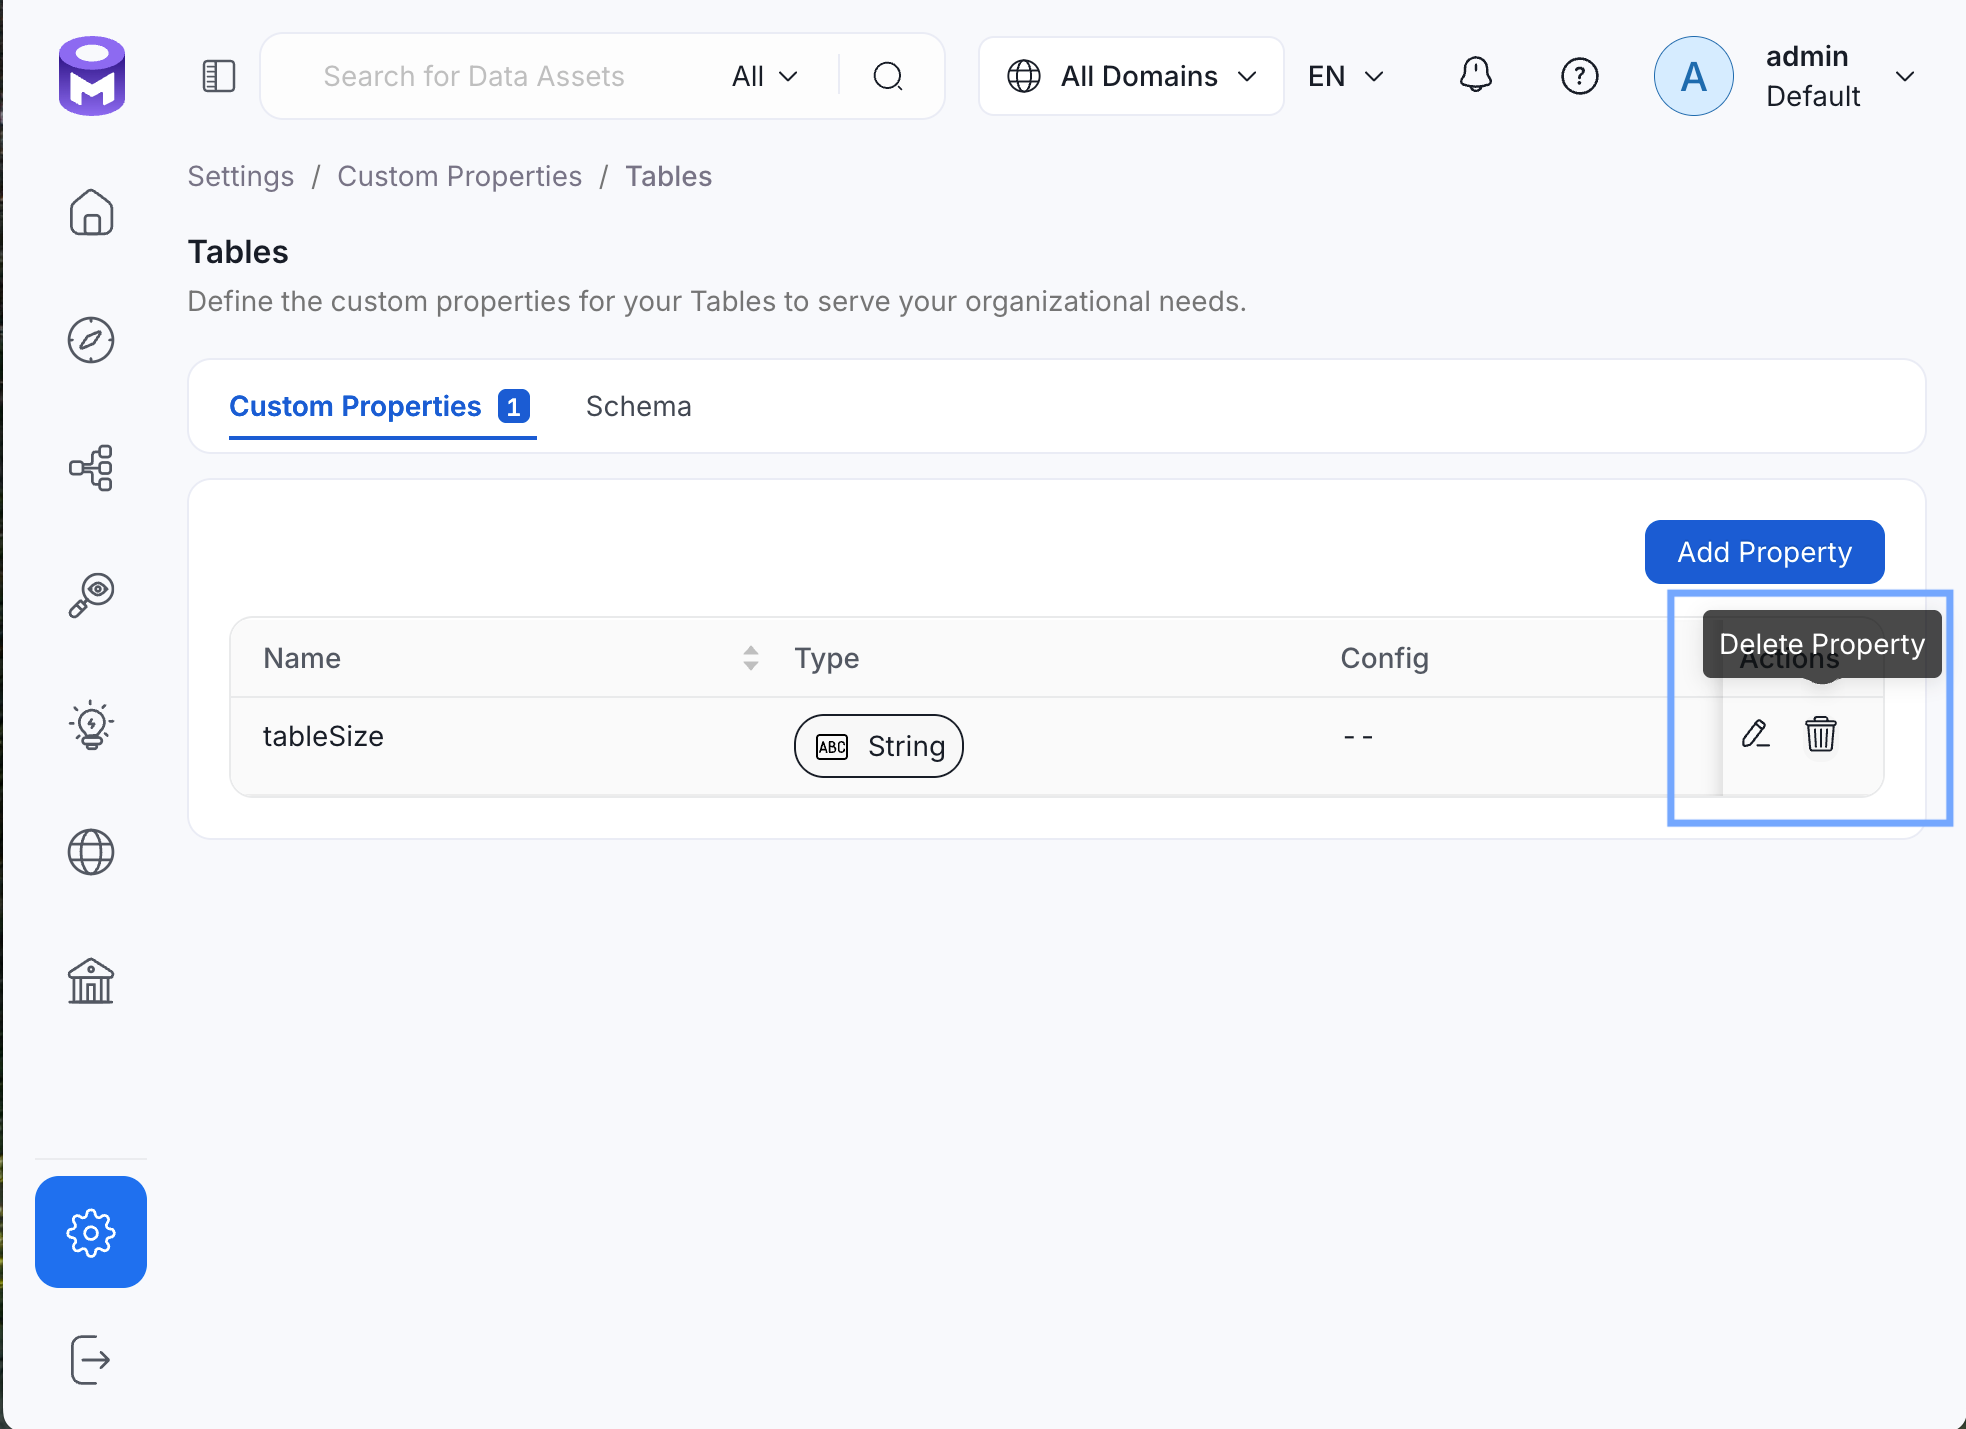 Search for Data Assets All All Domains EN ? A admin
Default
Settings / Custom Properties / Tables
Tables
Define the custom properties for your Tables to serve your organizational needs.
Custom Properties 1 Schema
Add Property
Delete Property
Name Type Config Actions
tableSize ABC String --